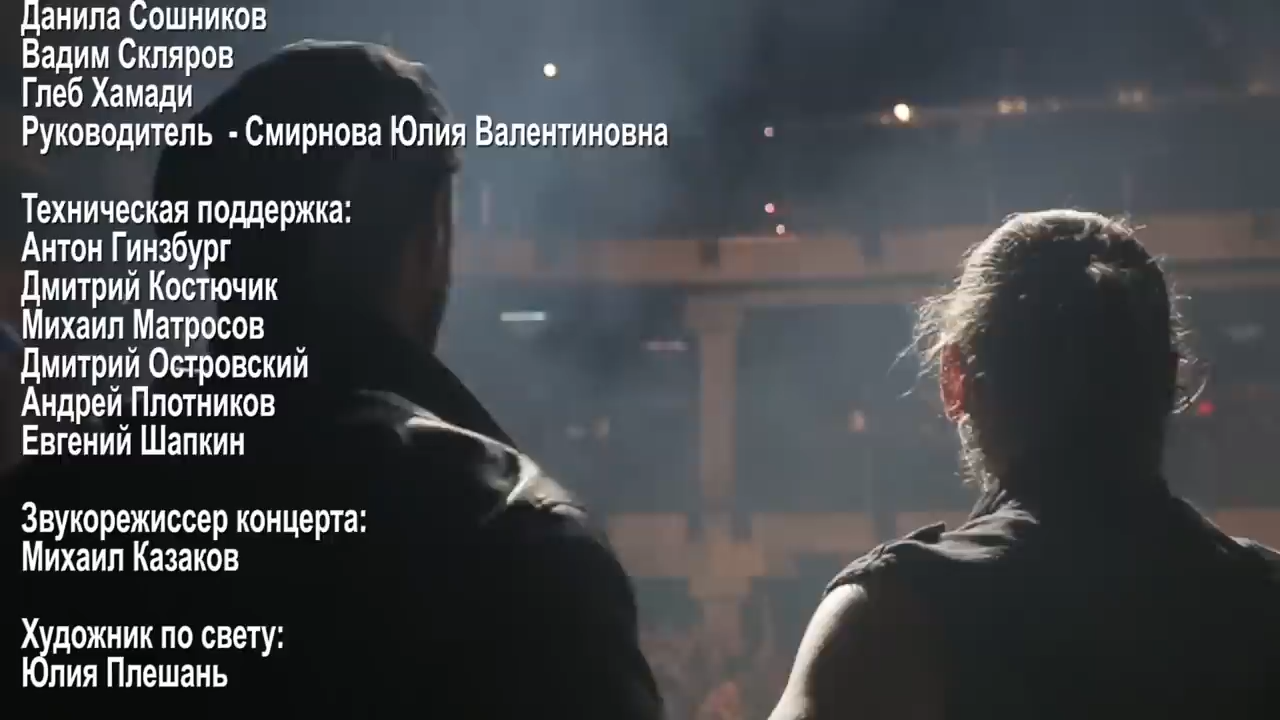 Данила Сошников
Вадим Скляров
Глеб Хамади
Руководитель - Смирнова Юлия Валентиновна
Техническая поддержка:
Антон Гинзбург
Дмитрий Костючик
Михаил Матросов
Дмитрий Островский
Андрей Плотников
Евгений Шапкин
Звукорежиссер концерта:
Михаил Казаков
Художник по свету:
Юлия Плешань